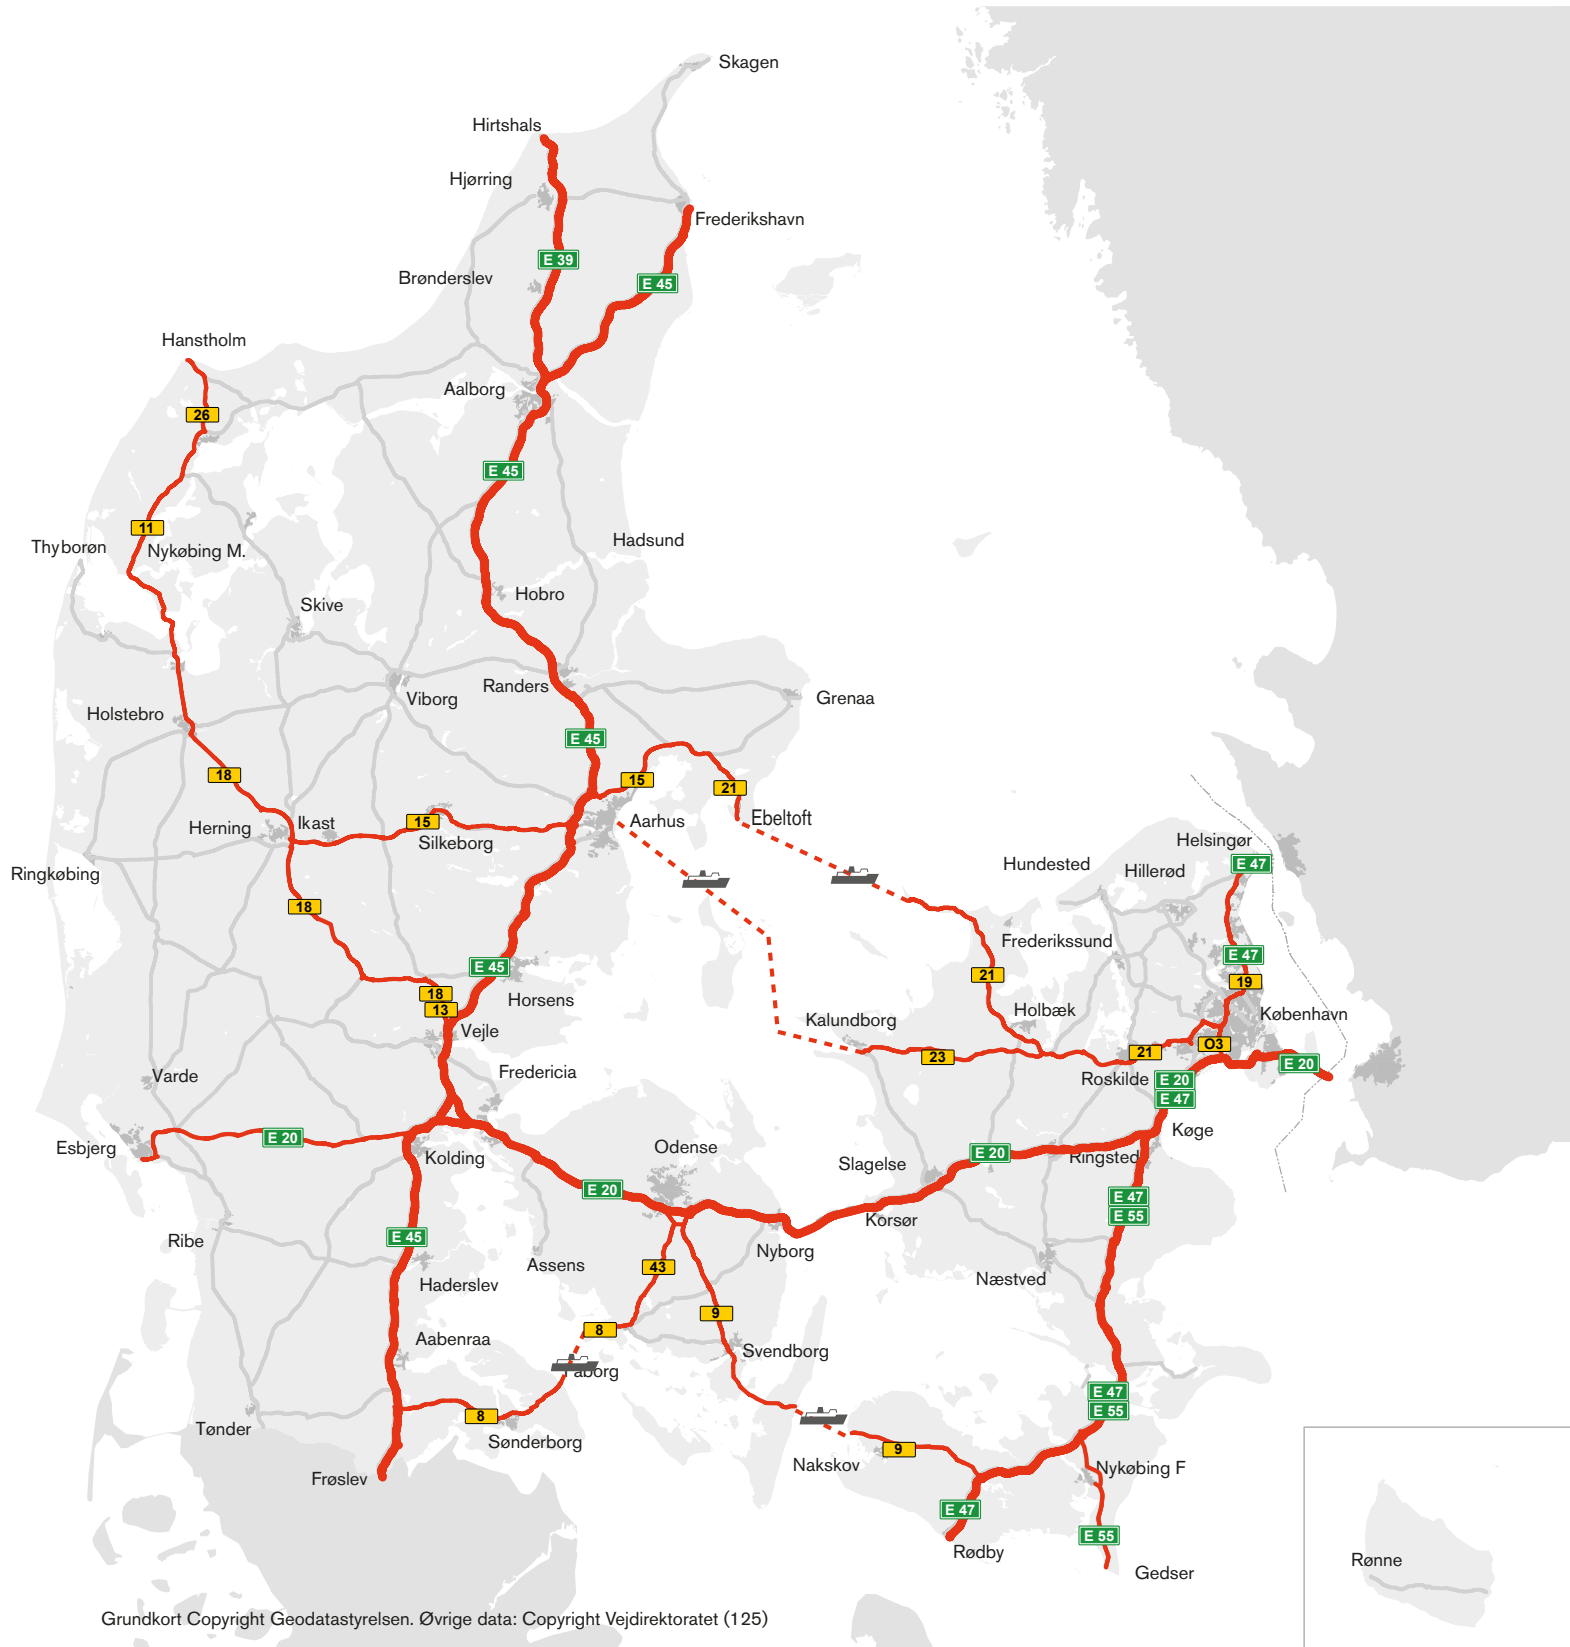 Skagen
Hirtshals
Hjørring
Frederikshavn
E 39
Brønderslev
E 45
Hanstholm
Aalborg
26
E 45
11
Thyborøn
Nykøbing M.
Hadsund
Hobro
Skive
Randers
Viborg
Grenaa
Holstebro
E 45
18
15
21
Ikast
15
Aarhus
Ebeltoft
Herning
Silkeborg
Helsingør
E 47
Hundested
Hillerød
Ringkøbing
18
Frederikssund
E 47
E 45
21
19
18
Horsens
13
Holbæk
København
Kalundborg
Vejle
O3
23
21
E 20
Fredericia
Varde
Roskilde
E 20
E 47
Køge
E 20
Esbjerg
Odense
Kolding
E 20
Ringsted
Slagelse
E 20
E 47
E 55
Korsør
Ribe
E 45
Nyborg
Assens
43
Haderslev
Næstved
9
8
Aabenraa
Svendborg
Faborg
E 47
E 55
8
Tønder
Sønderborg
9
Nakskov
Nykøbing F
Frøslev
E 47
E 55
Rødby
Rønne
Gedser
Grundkort Copyright Geodatastyrelsen. Øvrige data: Copyright Vejdirektoratet (125)